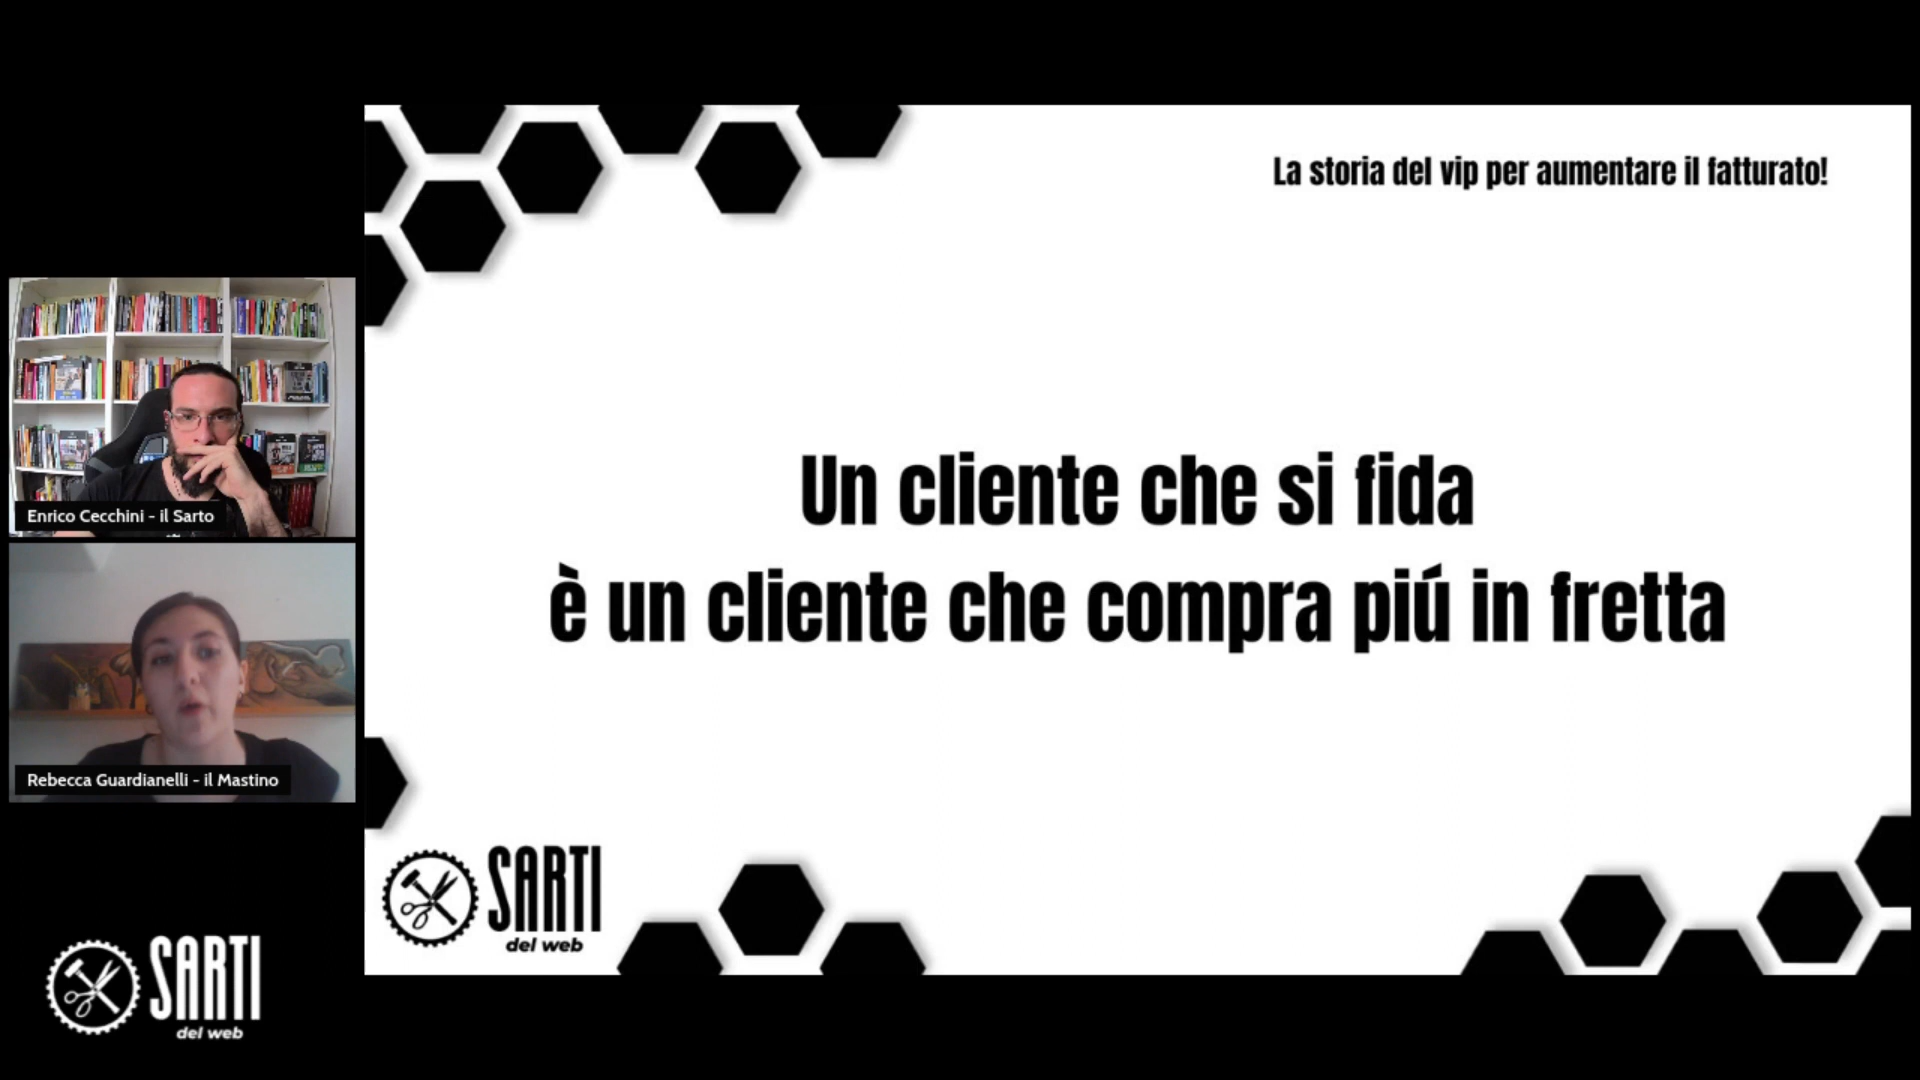 La storia del vip per aumentare il fatturato!
Enrico Cecchini - il Sarto
Un cliente che si fida
è un cliente che compra piú in fretta
Rebecca Guardianelli - il Mastino
SARTI
del web
SARTI
del web